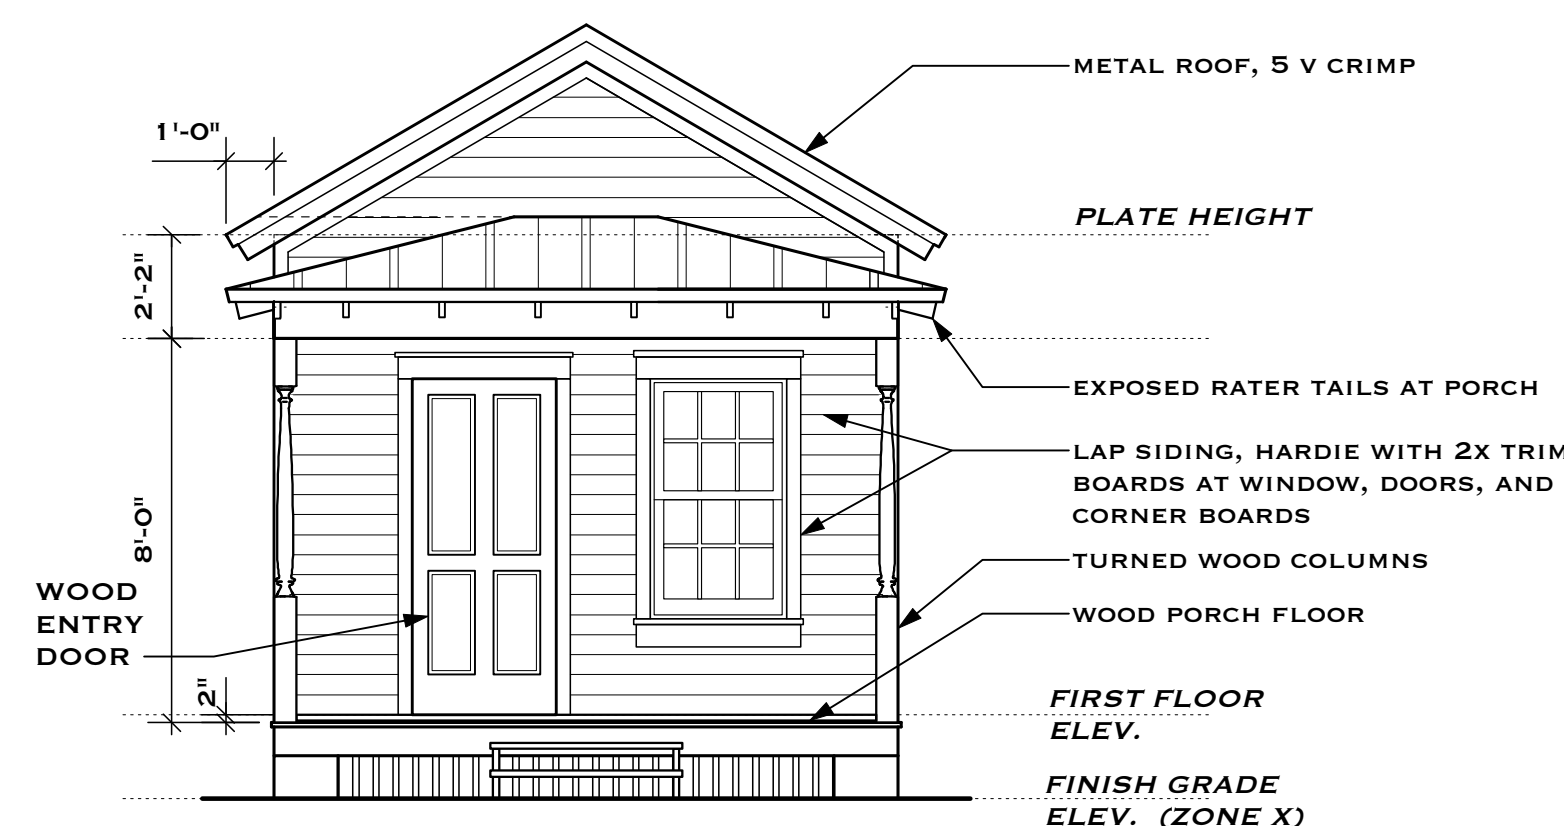 METAL ROOF, 5 V CRIMP
1'-0"
PLATE HEIGHT
2'-2"
EXPOSED RATER TAILS AT PORCH
LAP SIDING, HARDIE WITH 2X TRIM
BOARDS AT WINDOW, DOORS, AND
CORNER BOARDS
8'-0"
TURNED WOOD COLUMNS
WOOD
ENTRY
DOOR
WOOD PORCH FLOOR
2"
FIRST FLOOR
ELEV.
FINISH GRADE
ELEV. (ZONE X)